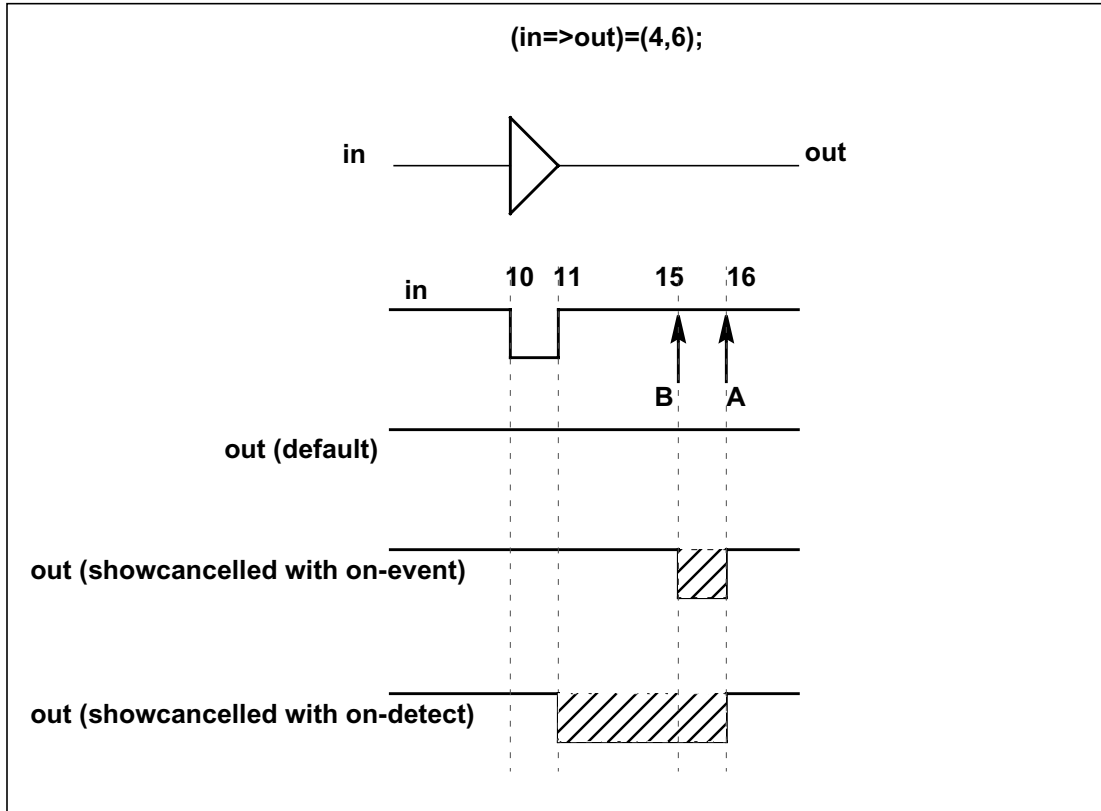 (in=>out)=(4,6);
in out
10 11 15 16
in
B A
out (default)
out (showcancelled with on-event)
out (showcancelled with on-detect)